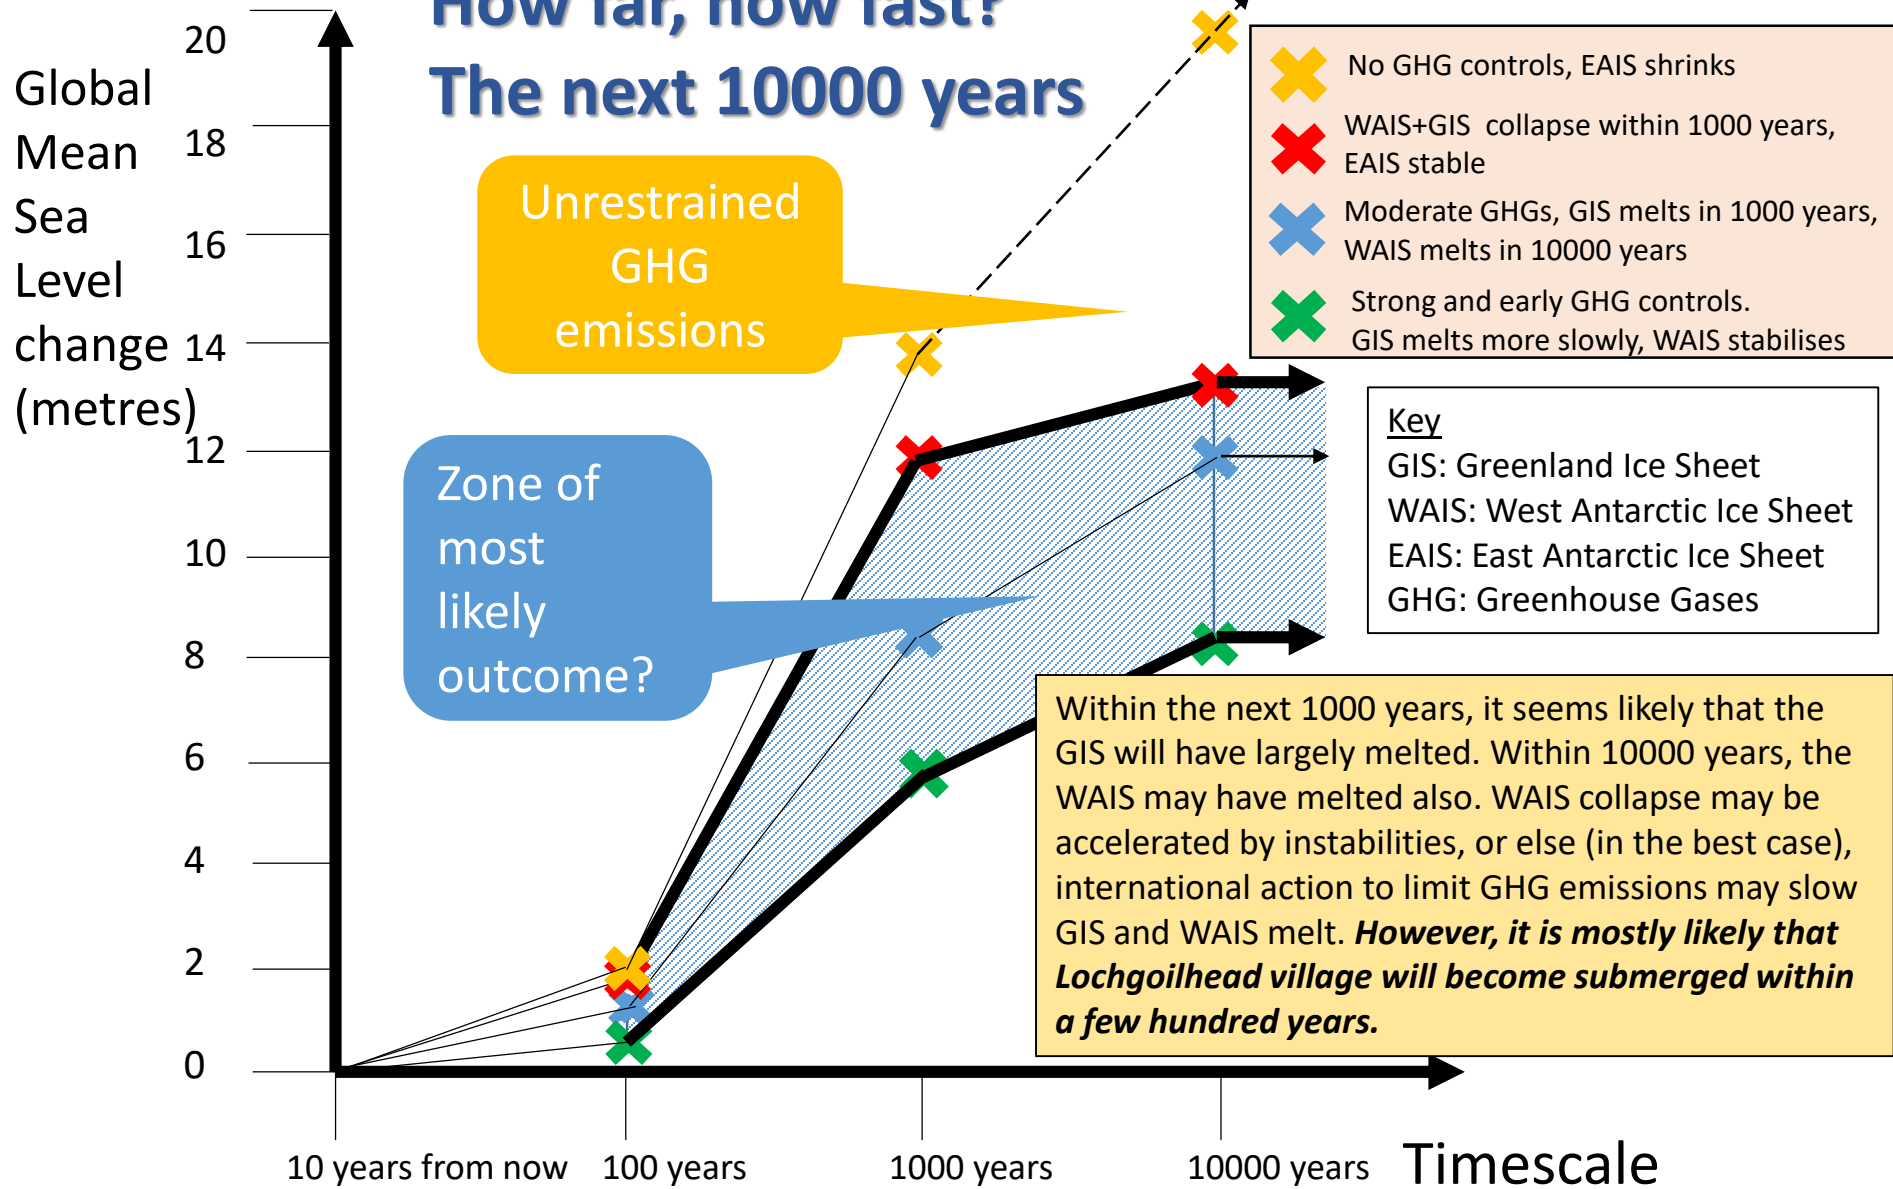 How far, how fast?
The next 10000 years
Global
Mean
Sea
Level
change
(metres)
20
18
16
14
12
10
8
6
4
2
0
Unrestrained
GHG
emissions
Zone of
most
likely
outcome?
No GHG controls, EAIS shrinks
WAIS+GIS collapse within 1000 years,
EAIS stable
Moderate GHGs, GIS melts in 1000 years,
WAIS melts in 10000 years
Strong and early GHG controls.
GIS melts more slowly, WAIS stabilises
Key
GIS: Greenland Ice Sheet
WAIS: West Antarctic Ice Sheet
EAIS: East Antarctic Ice Sheet
GHG: Greenhouse Gases
Within the next 1000 years, it seems likely that the
GIS will have largely melted. Within 10000 years, the
WAIS may have melted also. WAIS collapse may be
accelerated by instabilities, or else (in the best case),
international action to limit GHG emissions may slow
GIS and WAIS melt. However, it is mostly likely that
Lochgoilhead village will become submerged within
a few hundred years.
10 years from now
100 years
1000 years
10000 years
Timescale